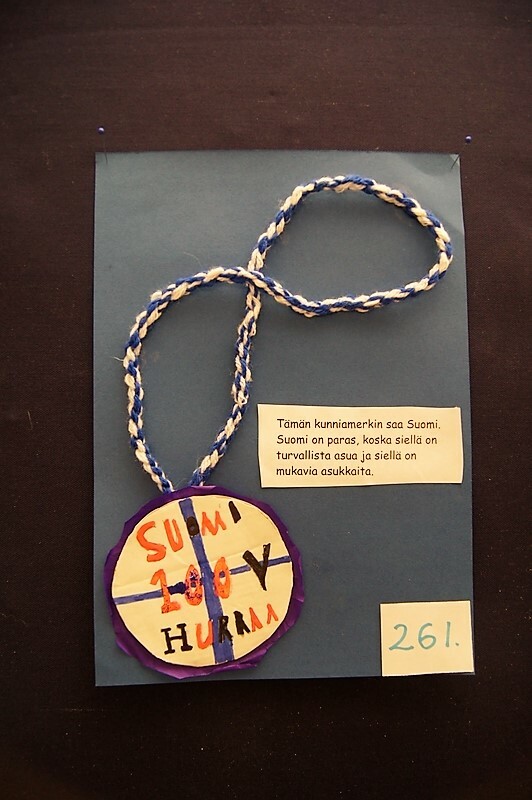 Tämän kunniamerkin saa Suomi.
Suomi on paras, koska siellä on
turvallista asua ja siellä on
mukavia asukkaita.
SUOMI
100 V
HURAA
261.